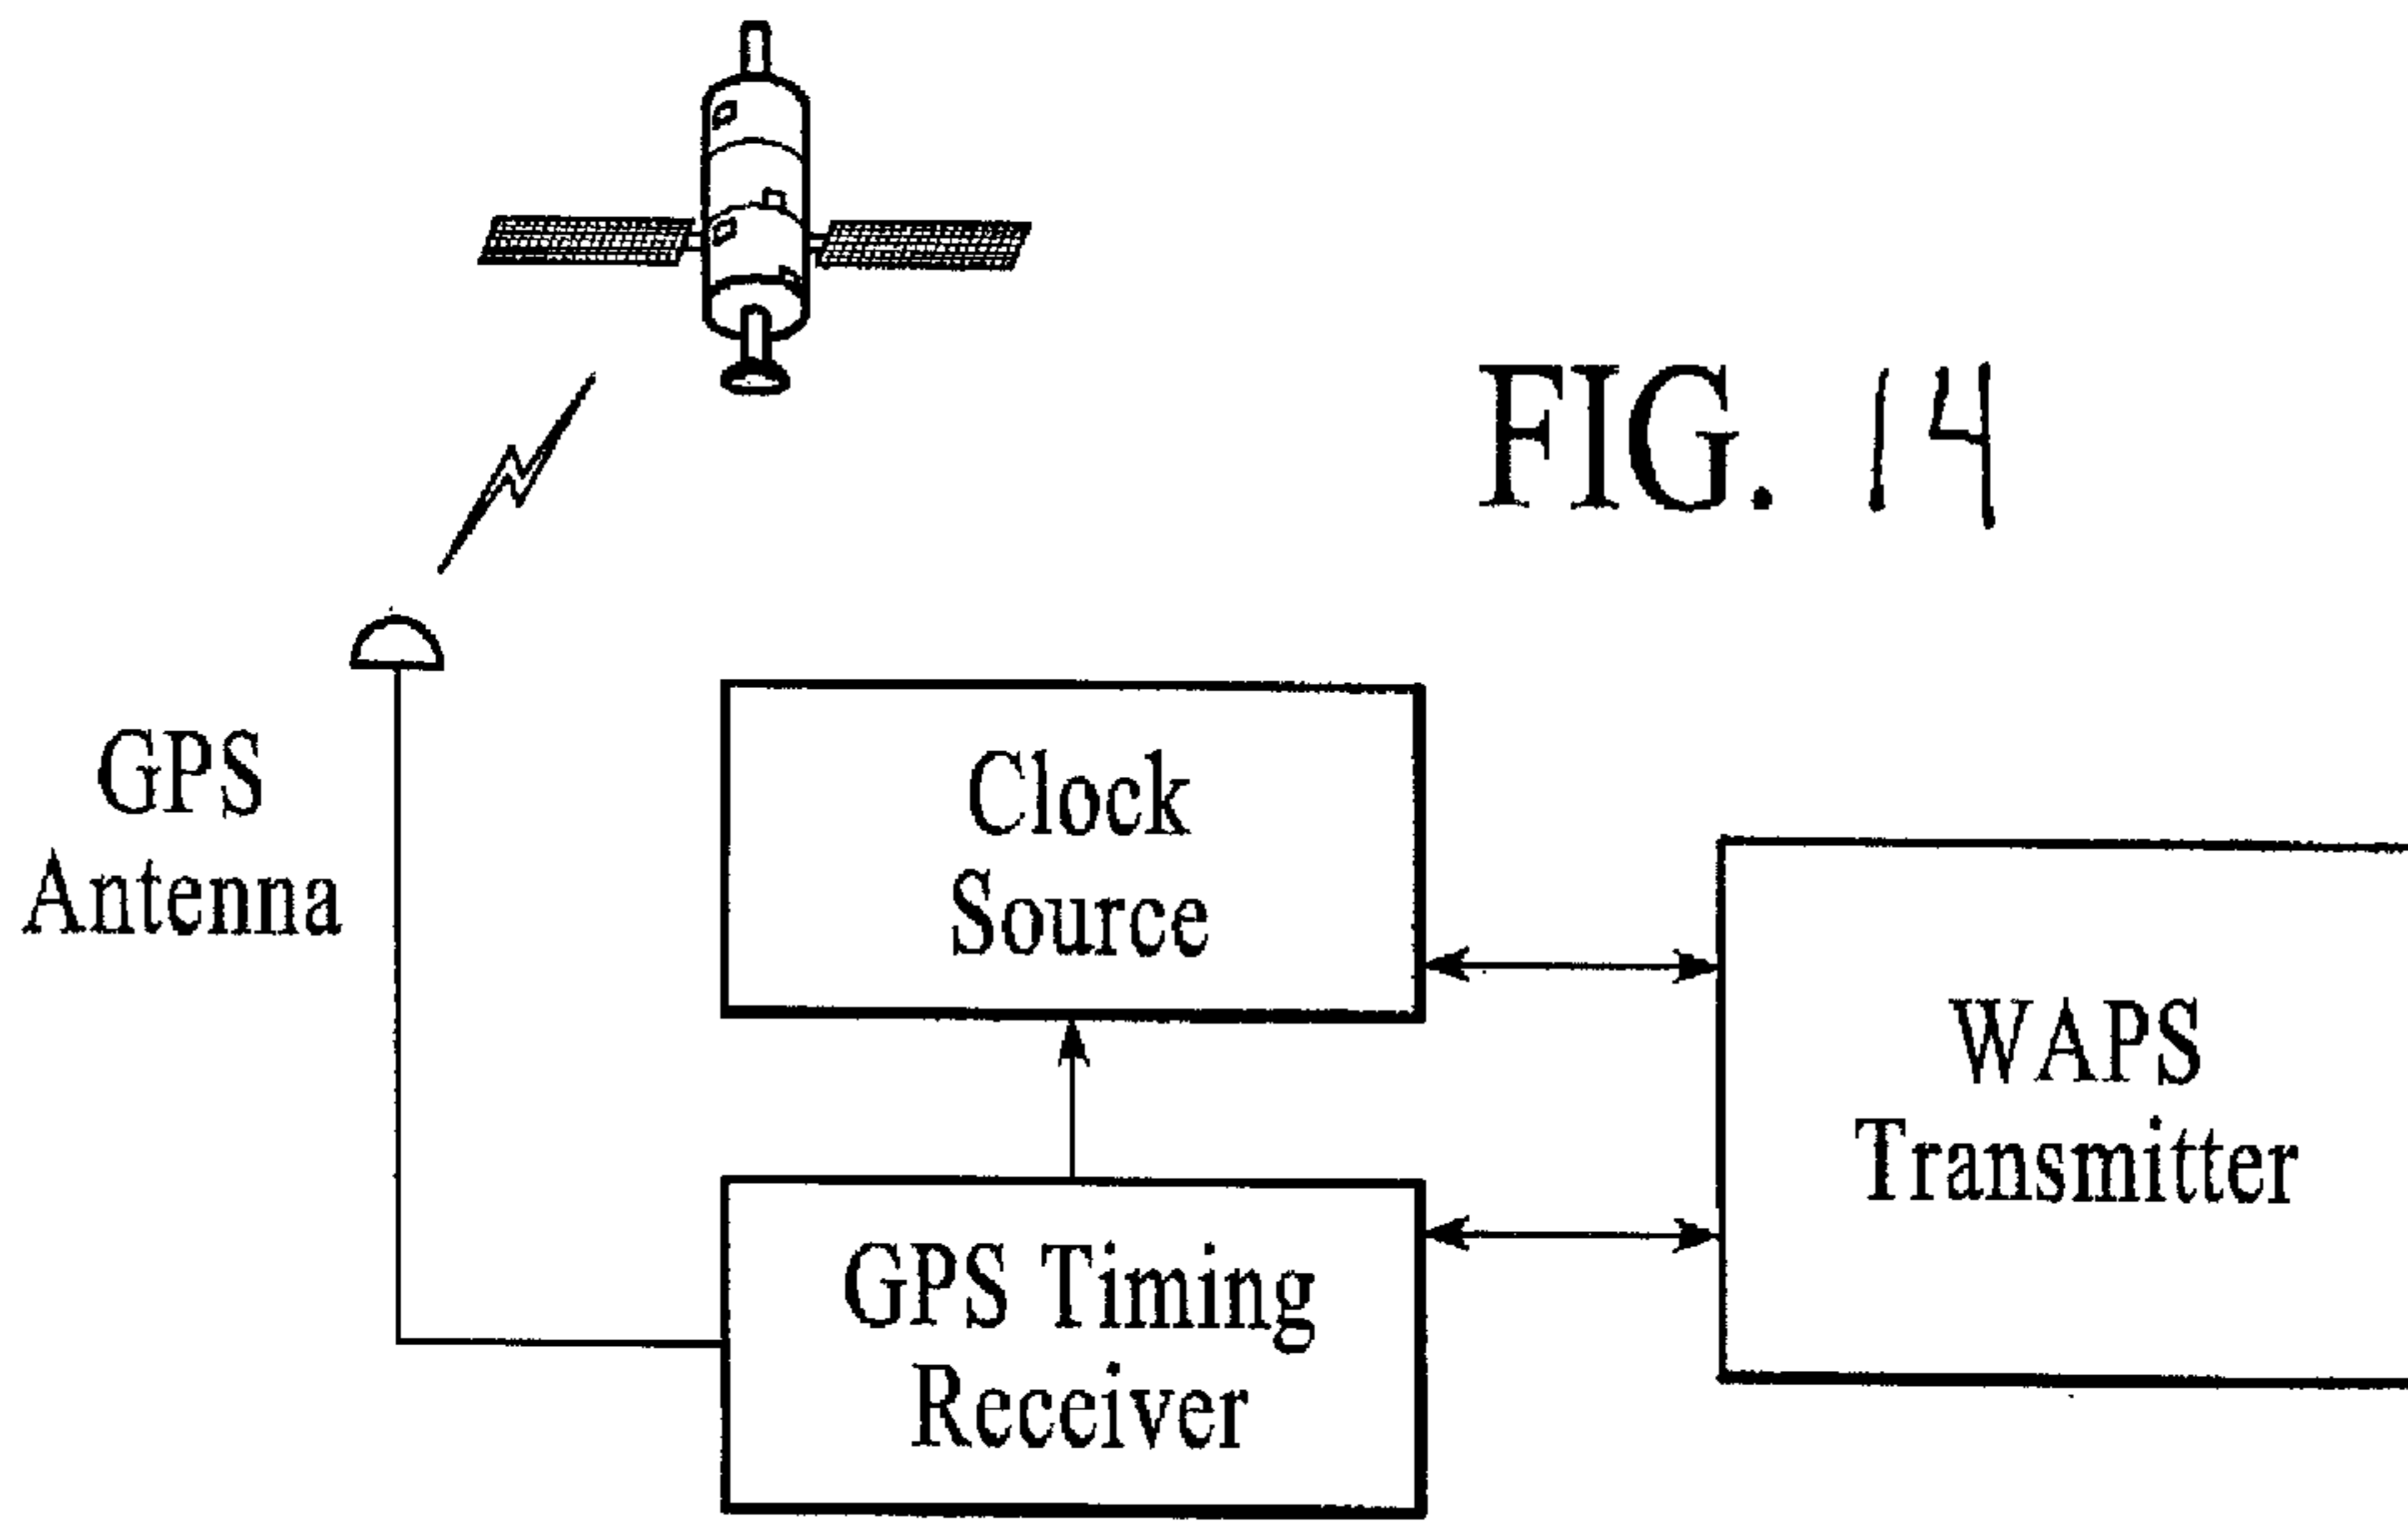 FIG. 14
GPS
Antenna
Clock
Source
WAPS
Transmitter
GPS Timing
Receiver